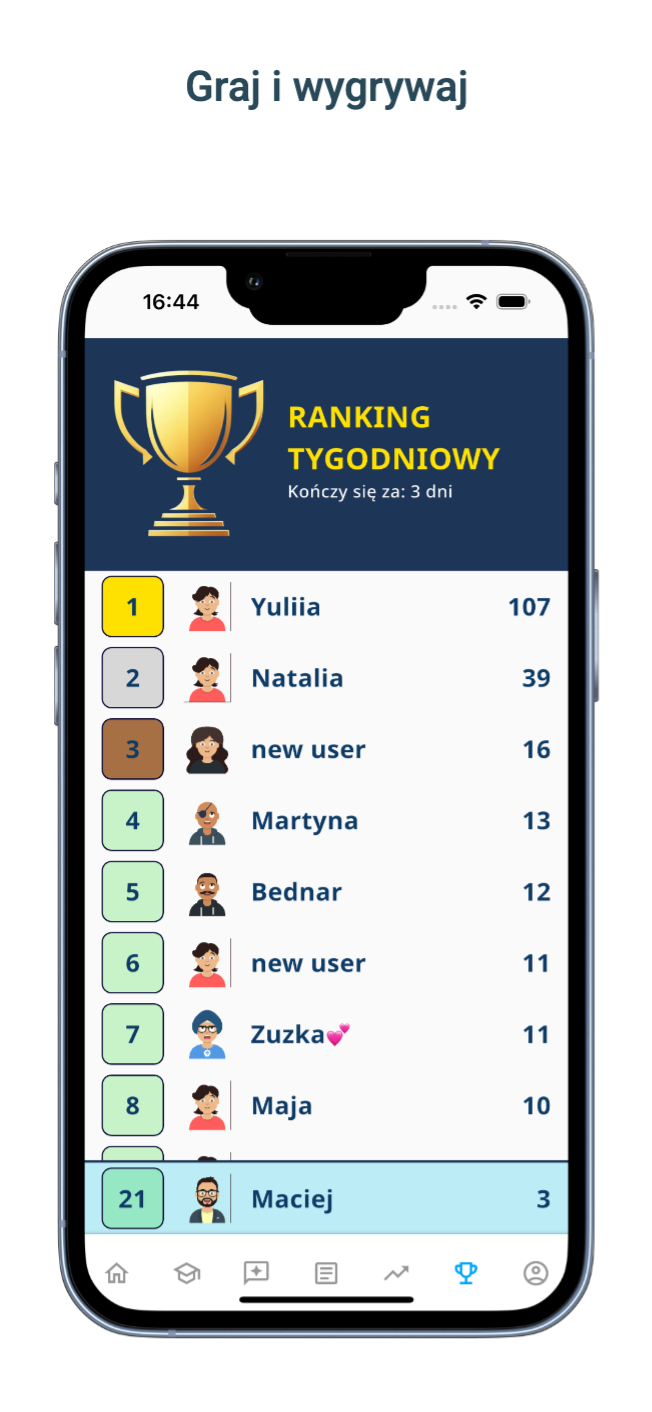 Graj i wygrywaj
16:44
RANKING
TYGODNIOWY
Kończy się za: 3 dni
1 Yuliia 107
2 Natalia 39
3 new user 16
4 Martyna 13
5 Bednar 12
6 new user 11
7 Zuzka💕 11
8 Maja 10
21 Maciej 3